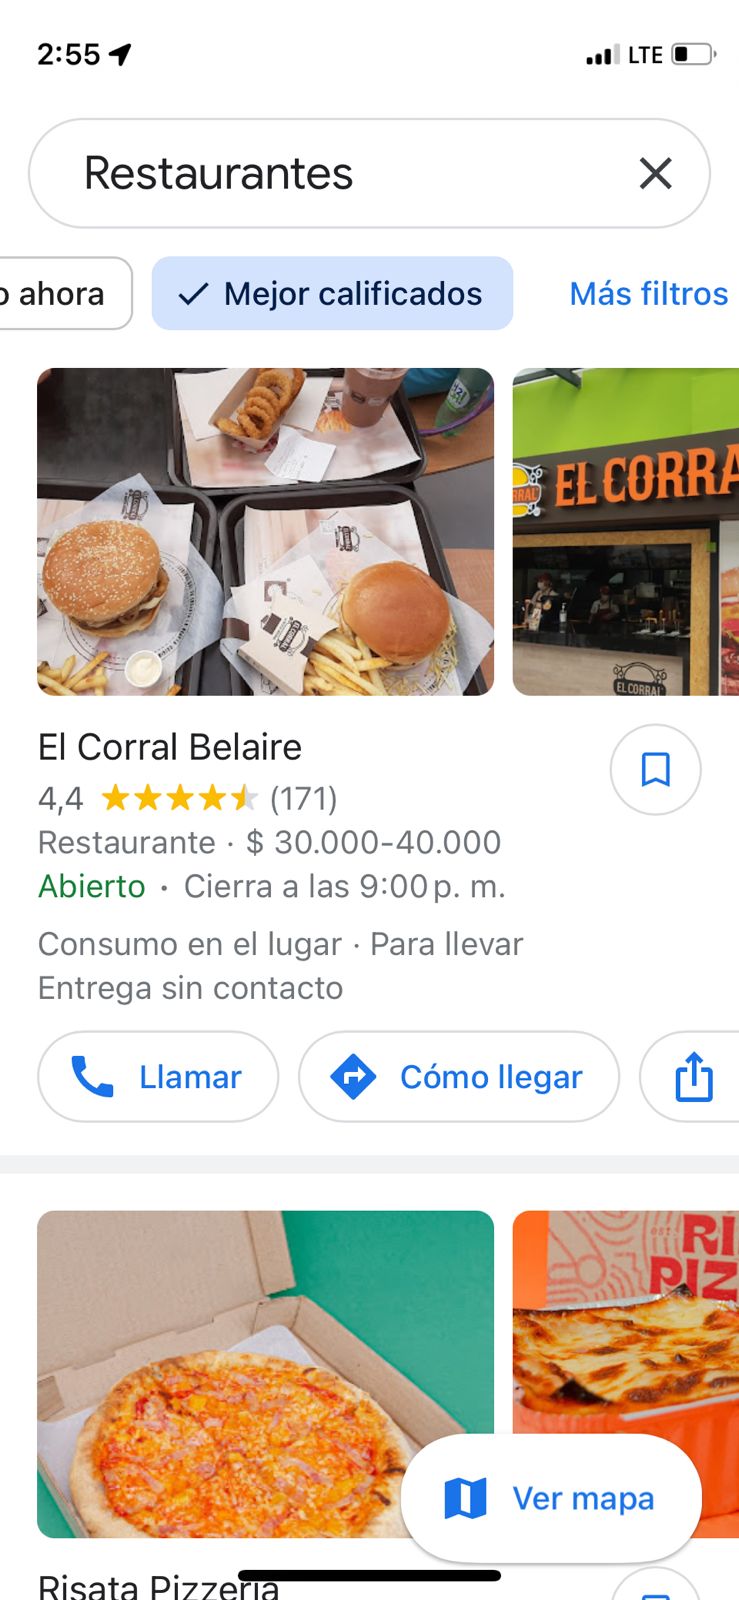 2:55
LTE
Restaurantes
o ahora
Mejor calificados
Más filtros
EL CORRA
EL CORRAL
El Corral Belaire
4,4 (171)
Restaurante · $ 30.000-40.000
Abierto · Cierra a las 9:00 p. m.
Consumo en el lugar · Para llevar
Entrega sin contacto
Llamar
Cómo llegar
RI
PIZ
Ver mapa
Risata Pizzería